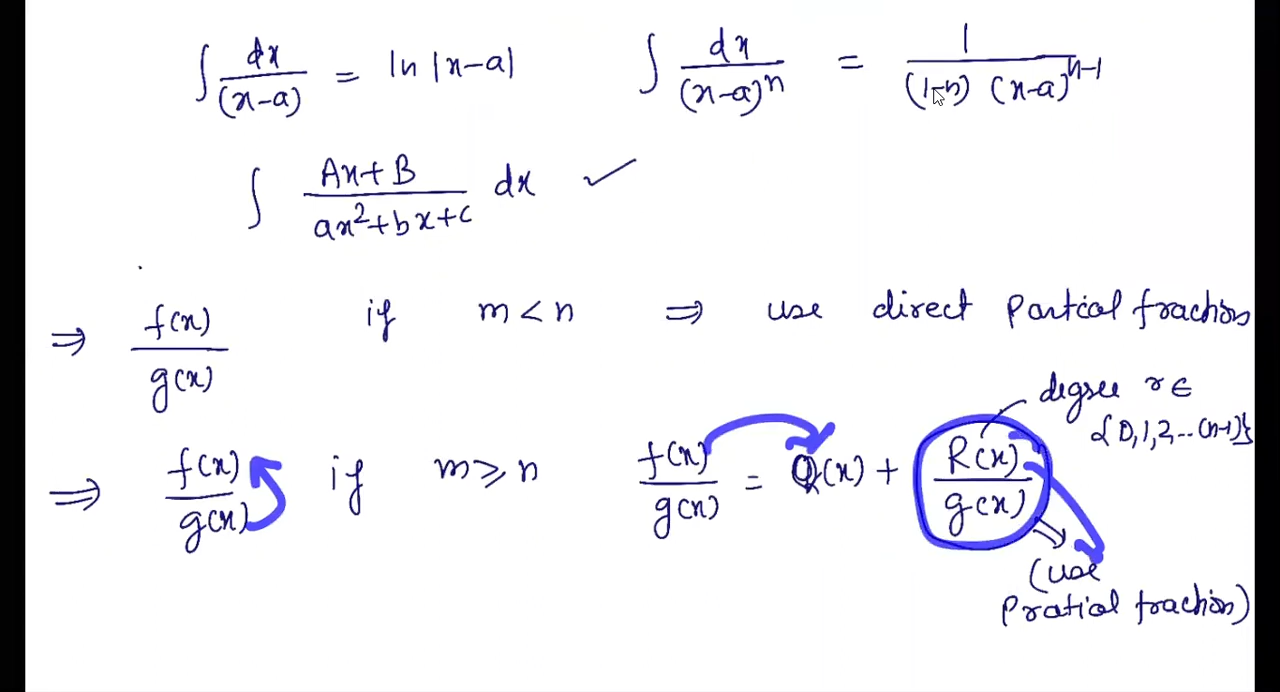 ∫ dx/(x-a) = ln |x-a|    ∫ dx/(x-a)^n = 1/((1-n) (x-a)^(n-1))
∫ (Ax+B)/(ax²+bx+c) dx ✓
⇒ f(x)/g(x)    if    m < n    ⇒    use direct Partial fractions
degree r ∈
{0,1,2,..(n-1)}
⇒ f(x)/g(x)    if    m ≥ n    f(x)/g(x) = Q(x) + R(x)/g(x)
(use
Pratial fraction)